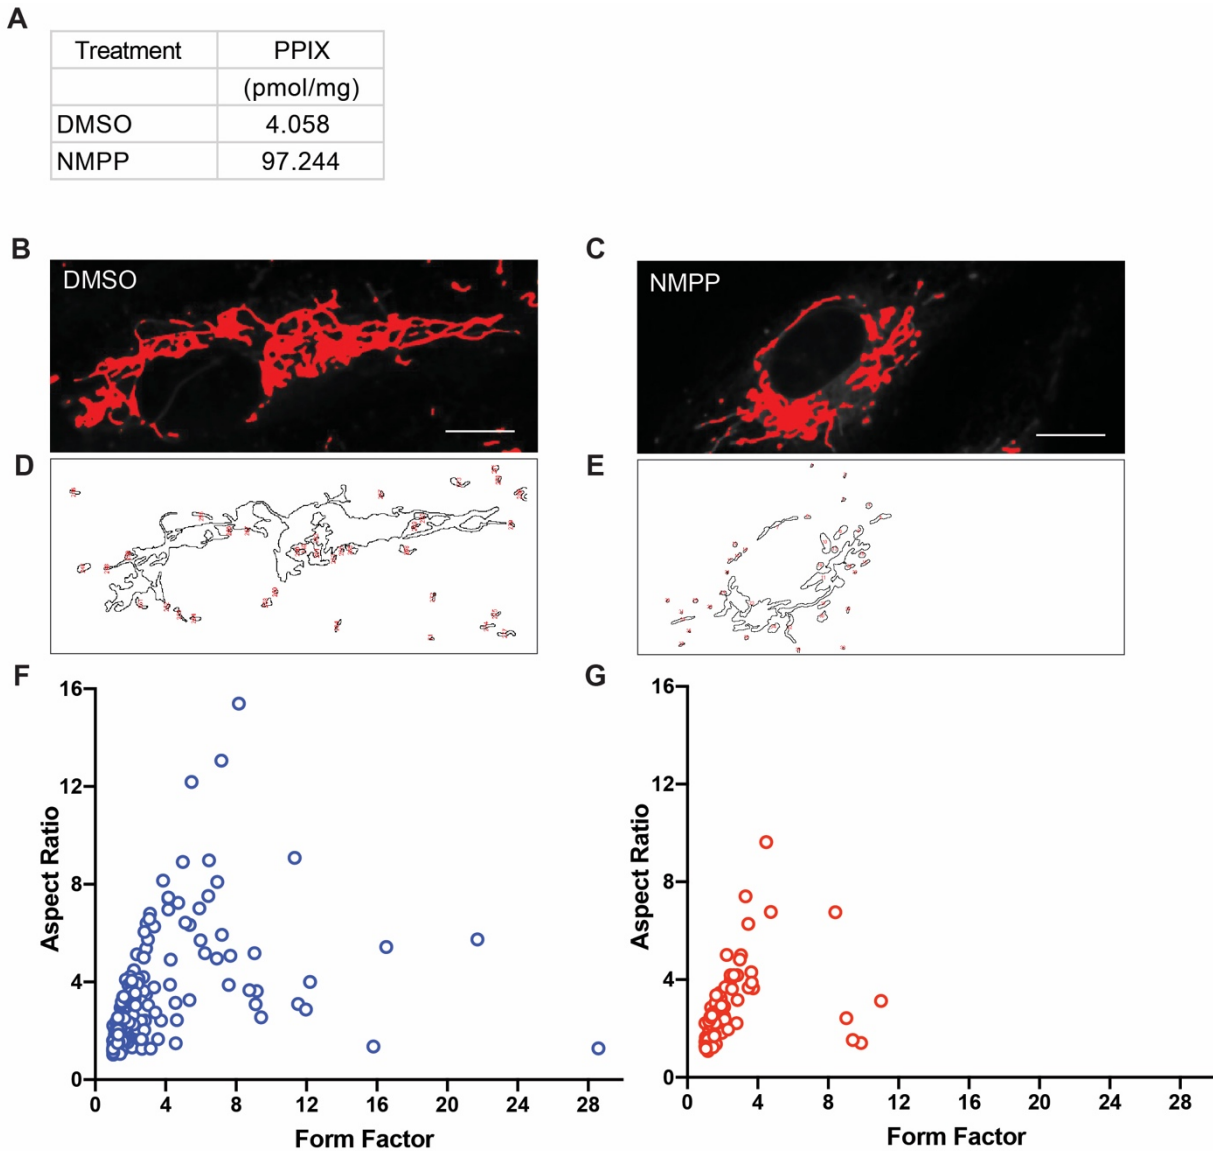 A
Treatment PPIX
(pmol/mg)
DMSO 4.058
NMPP 97.244
B
DMSO
C
NMPP
D
E
F
16
12
8
4
0
Aspect Ratio
0 4 8 12 16 20 24 28
Form Factor
G
16
12
8
4
0
Aspect Ratio
0 4 8 12 16 20 24 28
Form Factor